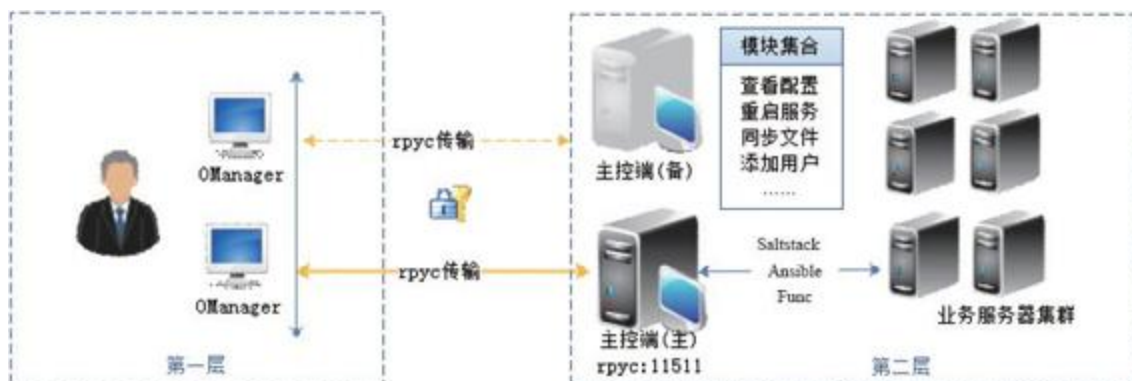 OManager
OManager
第一层
rpyc传输
rpyc传输
主控端(备)
主控端(主)
rpyc:11511
模块集合
查看配置
重启服务
同步文件
添加用户
......
Saltstack
Ansible
Func
业务服务器集群
第二层